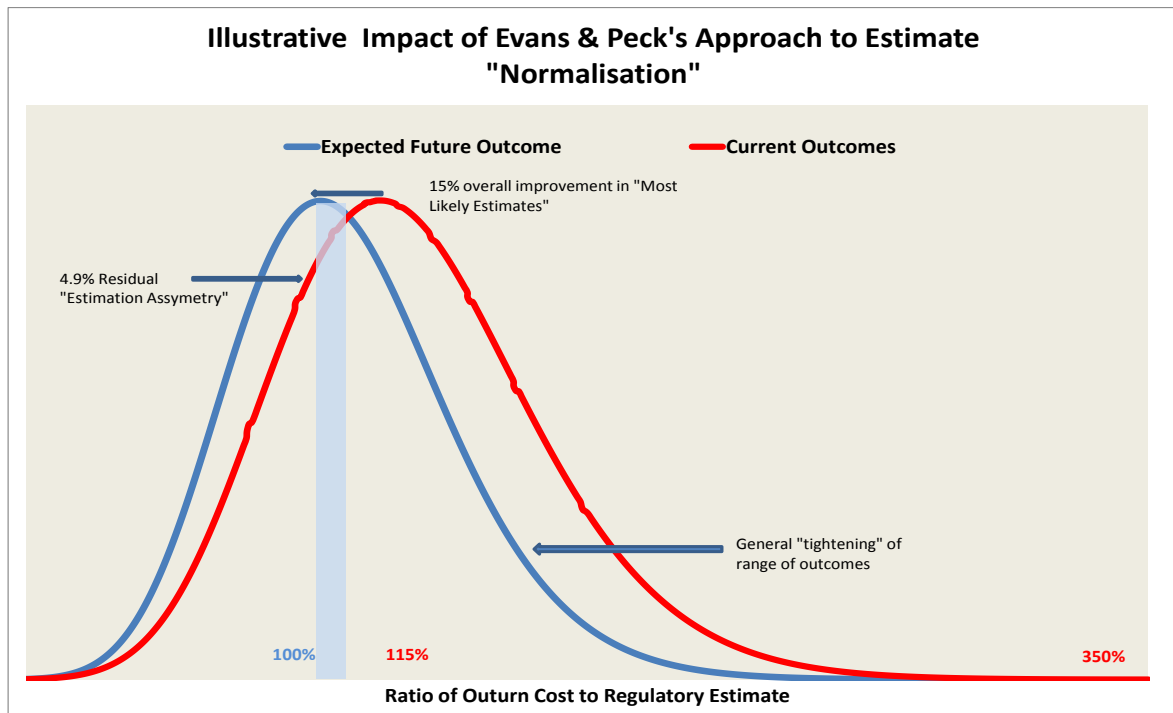 Illustrative Impact of Evans & Peck's Approach to Estimate
"Normalisation"
Expected Future Outcome
Current Outcomes
15% overall improvement in "Most
Likely Estimates"
4.9% Residual
"Estimation Assymetry"
General "tightening" of
range of outcomes
100%
115%
350%
Ratio of Outurn Cost to Regulatory Estimate